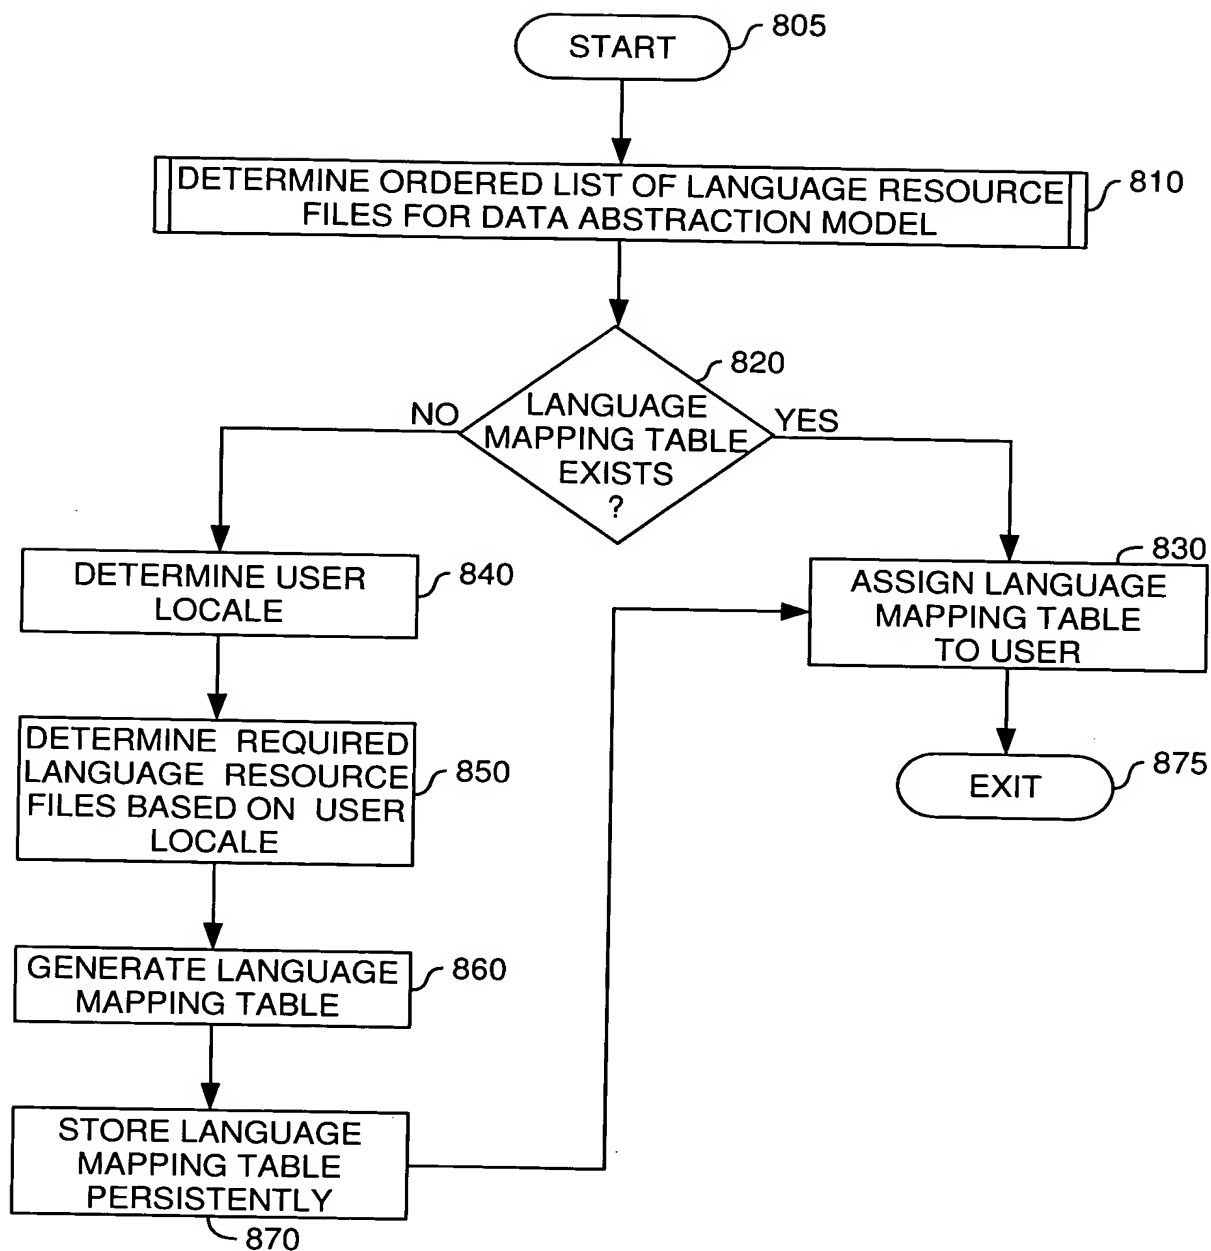 START
805
DETERMINE ORDERED LIST OF LANGUAGE RESOURCE
FILES FOR DATA ABSTRACTION MODEL
810
820
LANGUAGE
MAPPING TABLE
EXISTS
?
NO
YES
DETERMINE USER
LOCALE
840
830
ASSIGN LANGUAGE
MAPPING TABLE
TO USER
DETERMINE REQUIRED
LANGUAGE RESOURCE
FILES BASED ON USER
LOCALE
850
EXIT
875
GENERATE LANGUAGE
MAPPING TABLE
860
STORE LANGUAGE
MAPPING TABLE
PERSISTENTLY
870